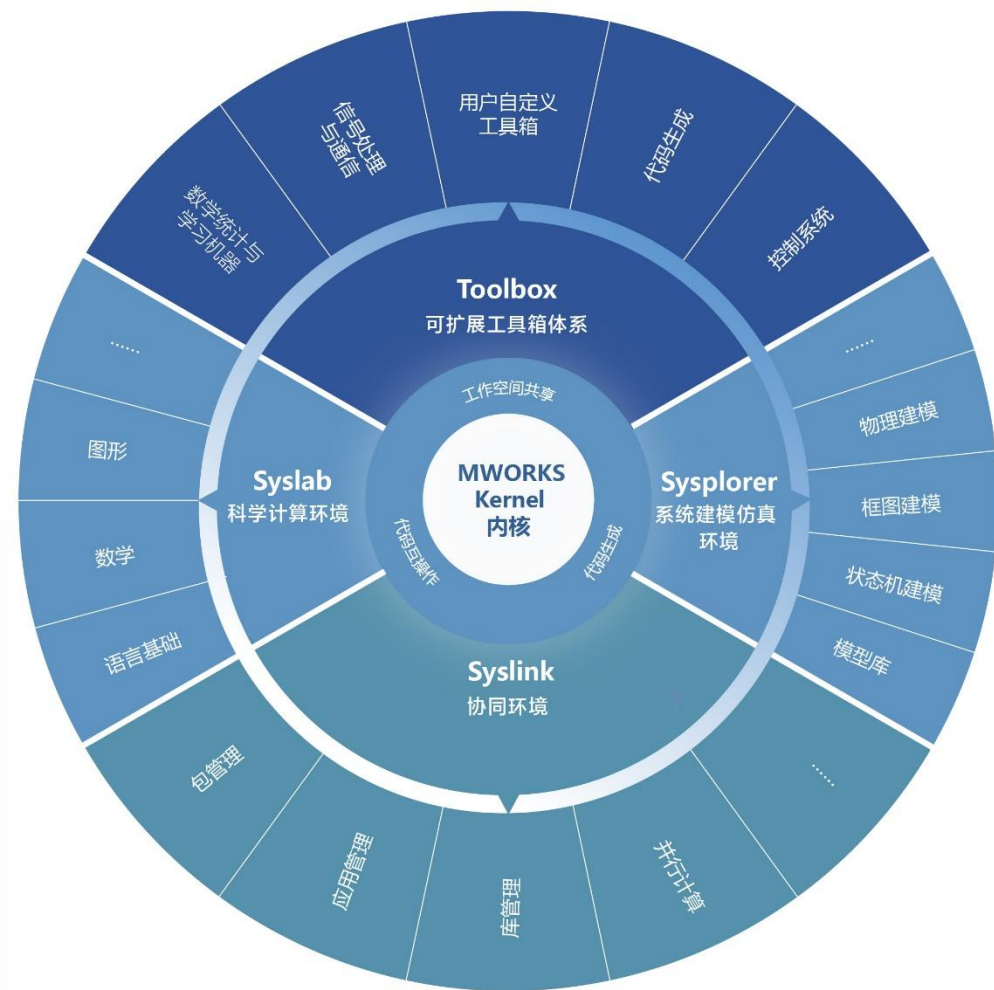 用户自定义
工具箱
信号处理
与通信
代码生成
数学统计与
学习机器
控制系统
Toolbox
可扩展工具箱体系
……
图形
数学
语言基础
Syslab
科学计算环境
工作空间共享
代码互操作
代码生成
MWORKS
Kernel
内核
Sysplorer
系统建模仿真
环境
……
物理建模
框图建模
状态机建模
模型库
Syslink
协同环境
包管理
应用管理
库管理
并行计算
……